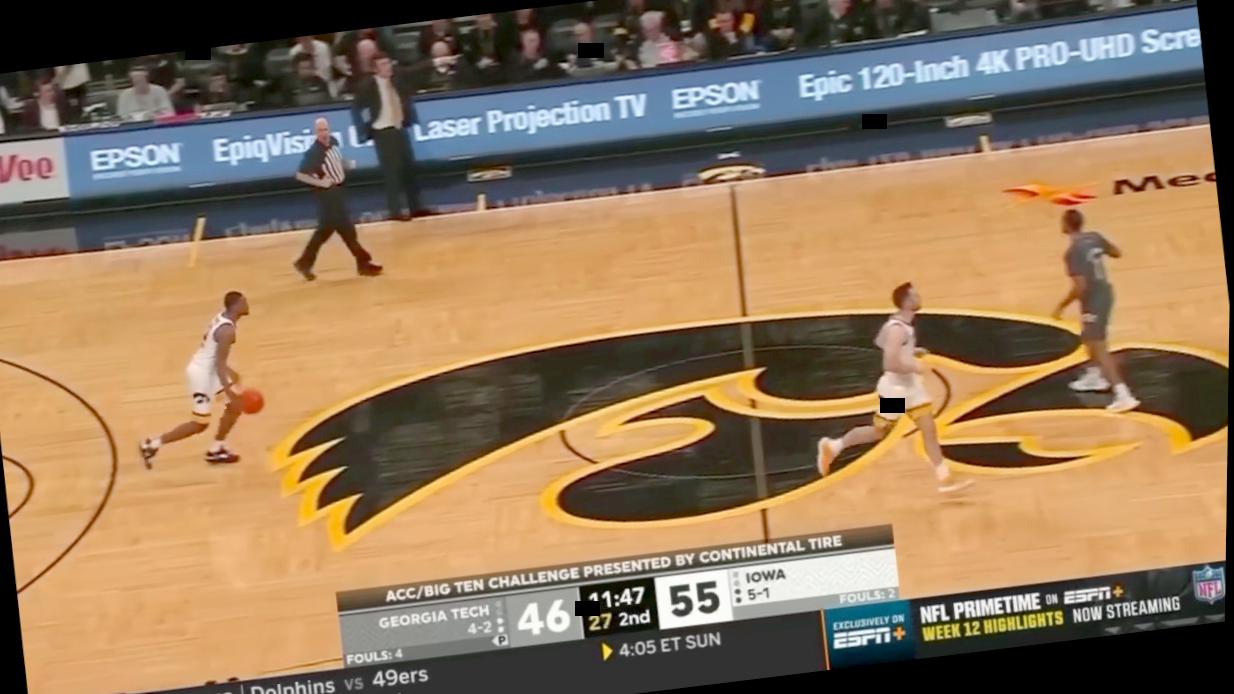 Vee
EPSON
EpiqVision
Laser Projection TV
EPSON
Epic 120-Inch 4K PRO-UHD Scre
Med
ACC/BIG TEN CHALLENGE PRESENTED BY CONTINENTAL TIRE
GEORGIA TECH
4-2
46
11:47
27 2nd
55
IOWA
5-1
P
FOULS: 4
FOULS: 2
Dolphins VS 49ers
4:05 ET SUN
EXCLUSIVELY ON
ESPN+
NFL PRIMETIME ON ESPN+
WEEK 12 HIGHLIGHTS
NOW STREAMING
NFL